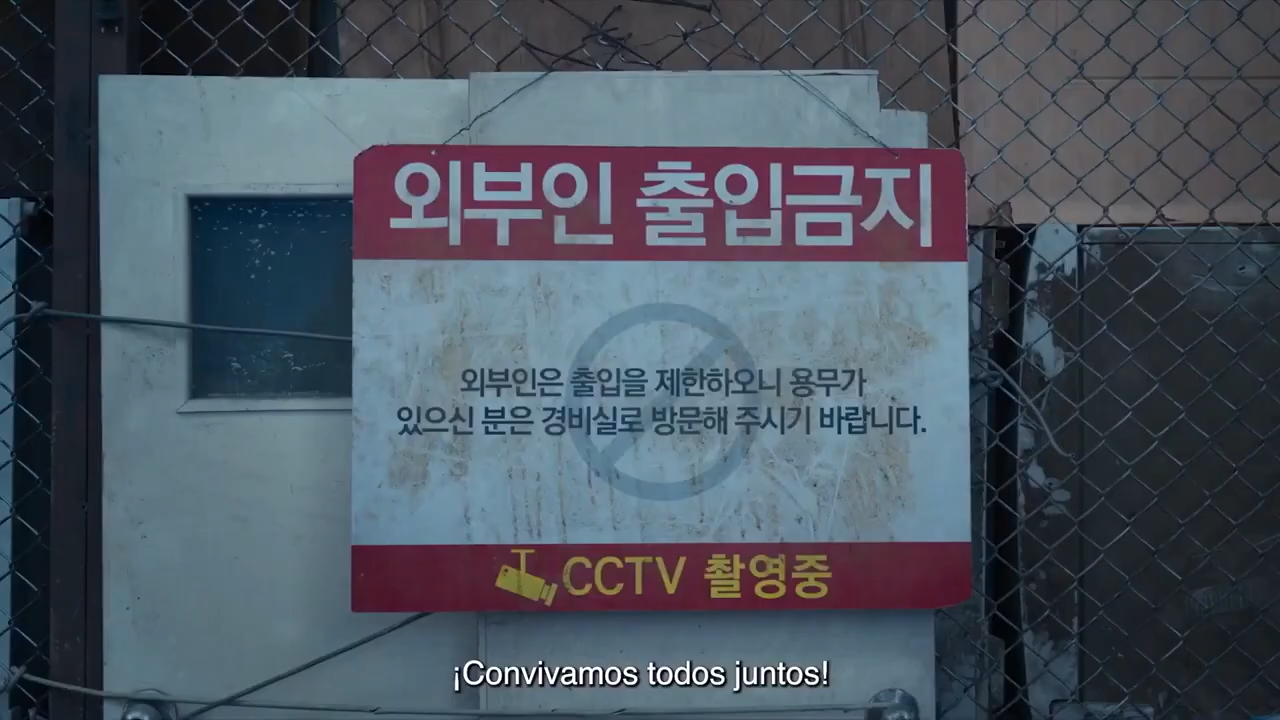 외부인 출입금지
외부인은 출입을 제한하오니 용무가
있으신 분은 경비실로 방문해 주시기 바랍니다.
CCTV 촬영중
¡Convivamos todos juntos!